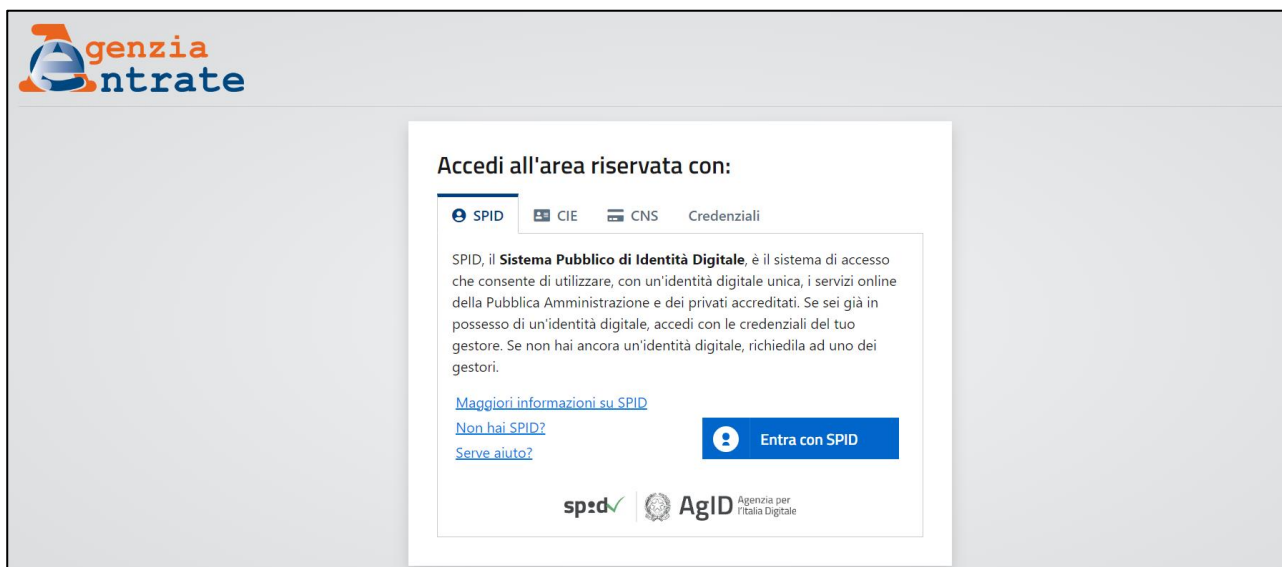 Agenzia
Entrate
Accedi all'area riservata con:
SPID CIE CNS Credenziali
SPID, il Sistema Pubblico di Identità Digitale, è il sistema di accesso
che consente di utilizzare, con un'identità digitale unica, i servizi online
della Pubblica Amministrazione e dei privati accreditati. Se sei già in
possesso di un'identità digitale, accedi con le credenziali del tuo
gestore. Se non hai ancora un'identità digitale, richiedila ad uno dei
gestori.
Maggiori informazioni su SPID
Non hai SPID?
Serve aiuto?
Entra con SPID
spid AgID Agenzia per
l'Italia Digitale